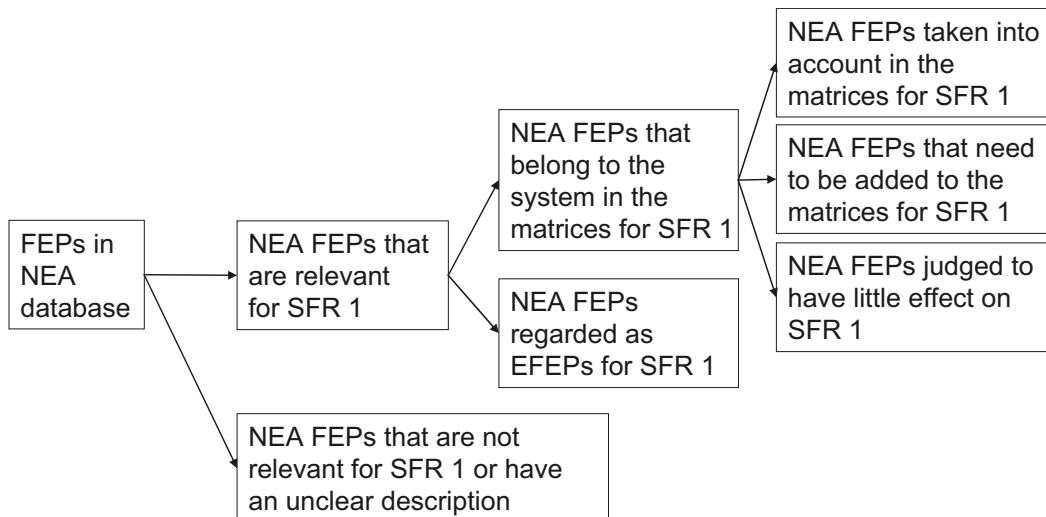 FEPs in
NEA
database
NEA FEPs that
are relevant
for SFR 1
NEA FEPs that are not
relevant for SFR 1 or have
an unclear description
NEA FEPs that
belong to the
system in the
matrices for SFR 1
NEA FEPs
regarded as
EFEPs for SFR 1
NEA FEPs taken into
account in the
matrices for SFR 1
NEA FEPs that need
to be added to the
matrices for SFR 1
NEA FEPs judged to
have little effect on
SFR 1